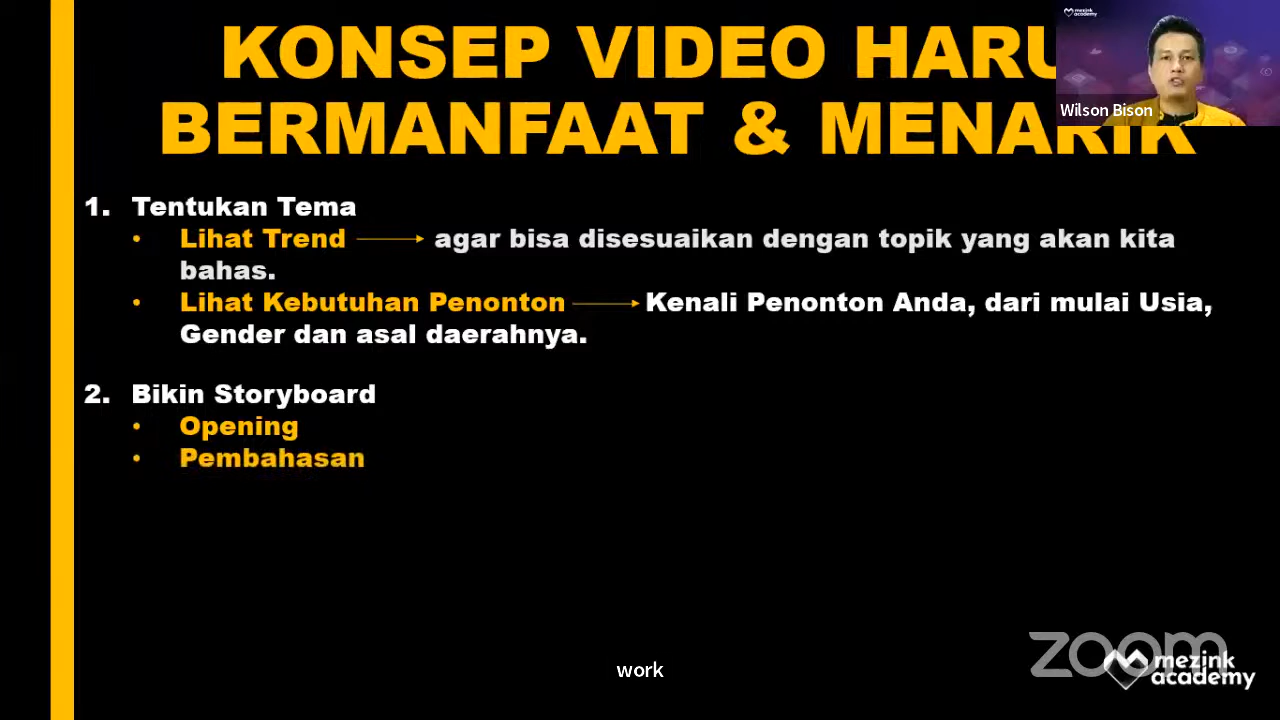 KONSEP VIDEO HARU
BERMANFAAT & MENARIK
mezink
academy
Wilson Bison
1. Tentukan Tema
• Lihat Trend → agar bisa disesuaikan dengan topik yang akan kita
bahas.
• Lihat Kebutuhan Penonton → Kenali Penonton Anda, dari mulai Usia,
Gender dan asal daerahnya.
2. Bikin Storyboard
• Opening
• Pembahasan
work
zoom
mezink
academy